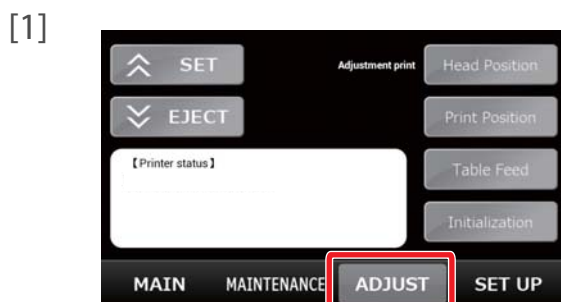 [1]
SET
Adjustment print
Head Position
EJECT
Print Position
【Printer status】
Table Feed
Initialization
MAIN
MAINTENANCE
ADJUST
SET UP